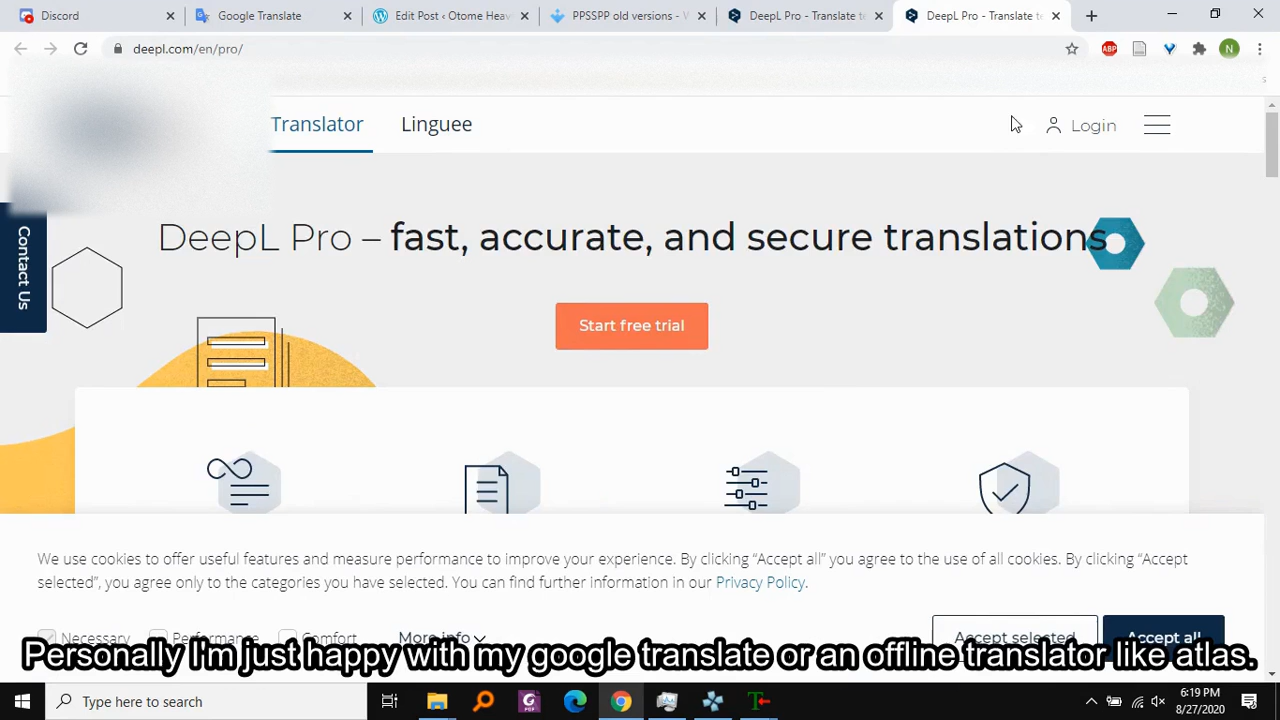 Discord
Google Translate
Edit Post ‹ Otome Heav
PPSSPP old versions - V
DeepL Pro - Translate te
DeepL Pro - Translate te
deepl.com/en/pro/
ABP
N
Translator
Linguee
Login
Contact Us
DeepL Pro – fast, accurate, and secure translations
Start free trial
We use cookies to offer useful features and measure performance to improve your experience. By clicking “Accept all” you agree to the use of all cookies. By clicking “Accept
selected”, you agree only to the categories you have selected. You can find further information in our Privacy Policy.
Necessary
Performance
Comfort
More info
Accept selected
Accept all
Personally I'm just happy with my google translate or an offline translator like atlas.
Type here to search
6:19 PM
8/27/2020